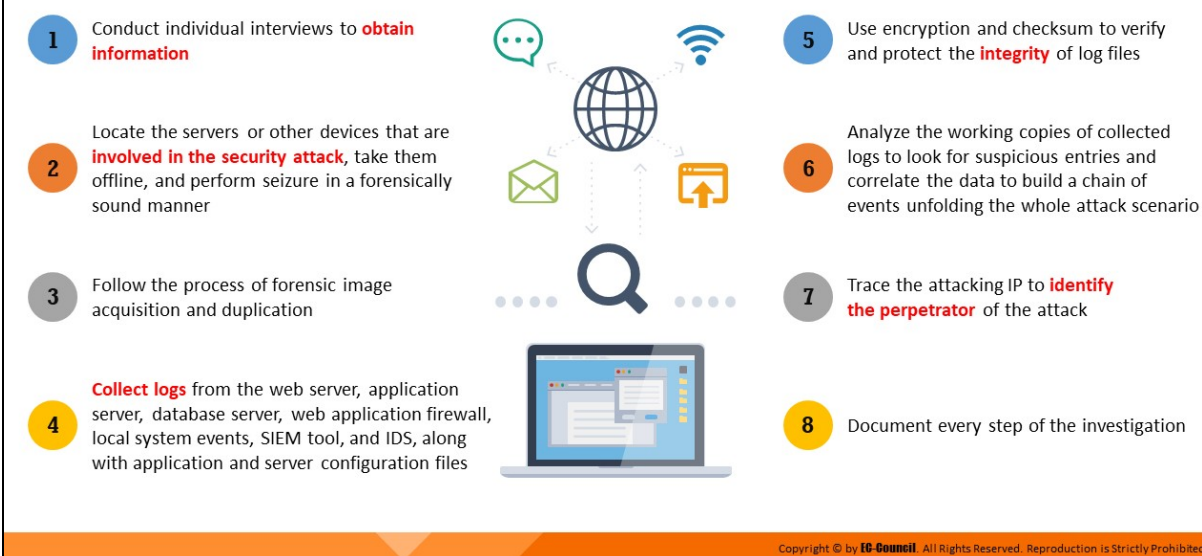 1
Conduct individual interviews to obtain
information
2
Locate the servers or other devices that are
involved in the security attack, take them
offline, and perform seizure in a forensically
sound manner
3
Follow the process of forensic image
acquisition and duplication
4
Collect logs from the web server, application
server, database server, web application firewall,
local system events, SIEM tool, and IDS, along
with application and server configuration files
5
Use encryption and checksum to verify
and protect the integrity of log files
6
Analyze the working copies of collected
logs to look for suspicious entries and
correlate the data to build a chain of
events unfolding the whole attack scenario
7
Trace the attacking IP to identify
the perpetrator of the attack
8
Document every step of the investigation
Copyright © by EC-Council. All Rights Reserved. Reproduction is Strictly Prohibited